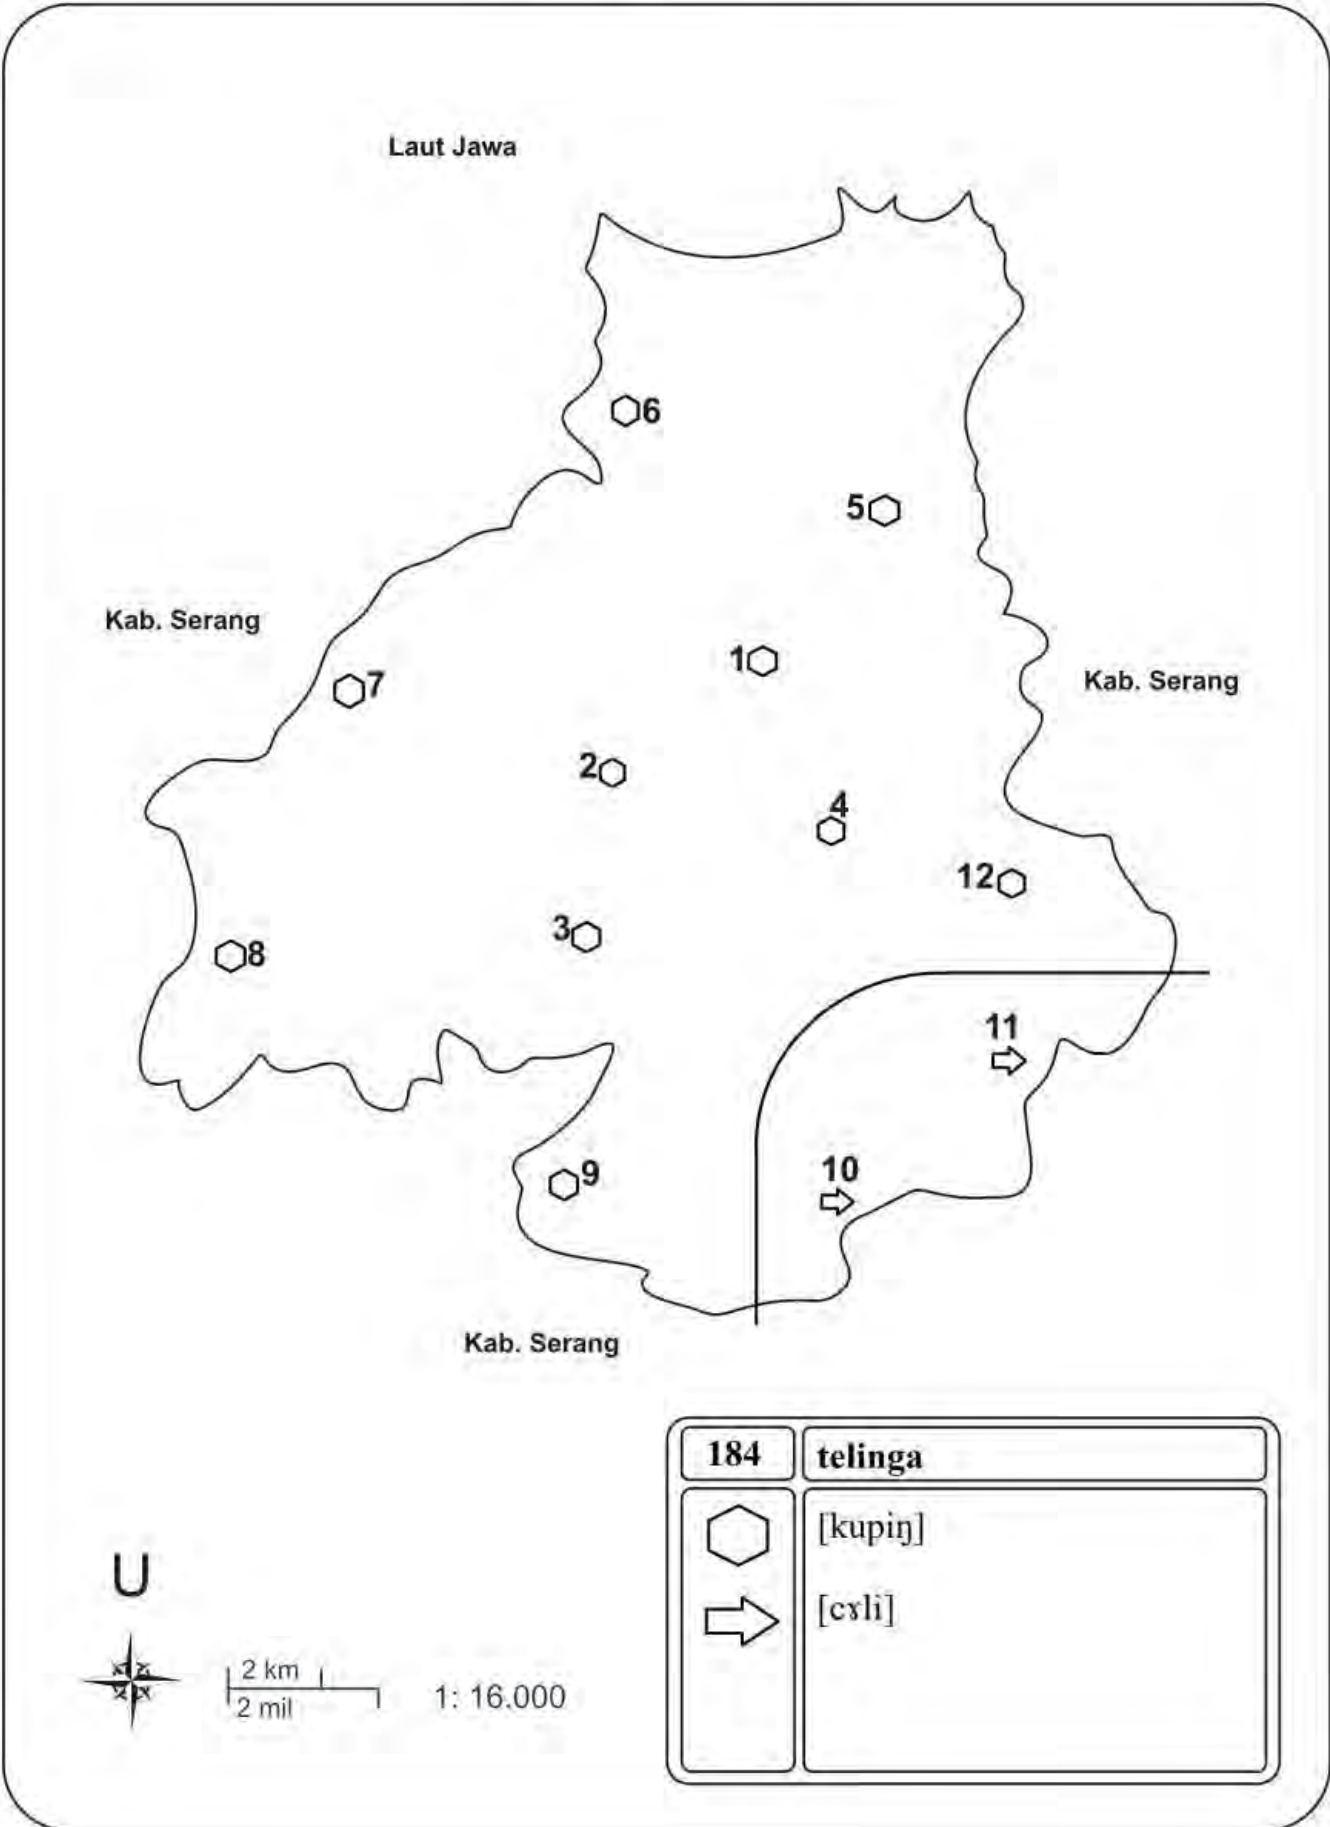 Laut Jawa
6
5
Kab. Serang
1
Kab. Serang
7
2
4
12
3
8
11
10
9
Kab. Serang
184 telinga
[kupiŋ]
[cɤli]
U
2 km
2 mil
1: 16.000